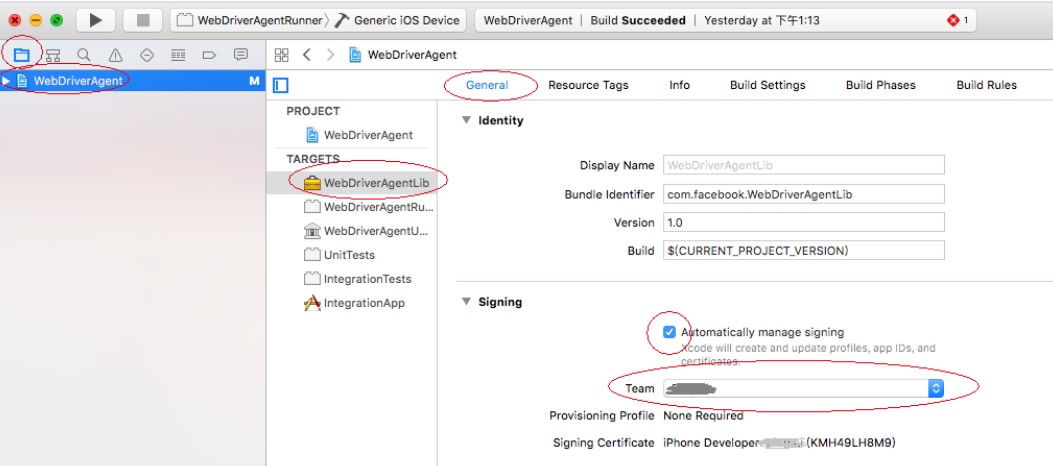 WebDriverAgentRunner 〉 Generic iOS Device
WebDriverAgent | Build Succeeded | Yesterday at 下午1:13
1
WebDriverAgent M
WebDriverAgent
General Resource Tags Info Build Settings Build Phases Build Rules
PROJECT
WebDriverAgent
TARGETS
WebDriverAgentLib
WebDriverAgentRu...
WebDriverAgentU...
UnitTests
IntegrationTests
IntegrationApp
Identity
Display Name WebDriverAgentLib
Bundle Identifier com.facebook.WebDriverAgentLib
Version 1.0
Build $(CURRENT_PROJECT_VERSION)
Signing
Automatically manage signing
Xcode will create and update profiles, app IDs, and
certificates.
Team
Provisioning Profile None Required
Signing Certificate iPhone Developer (KMH49LH8M9)